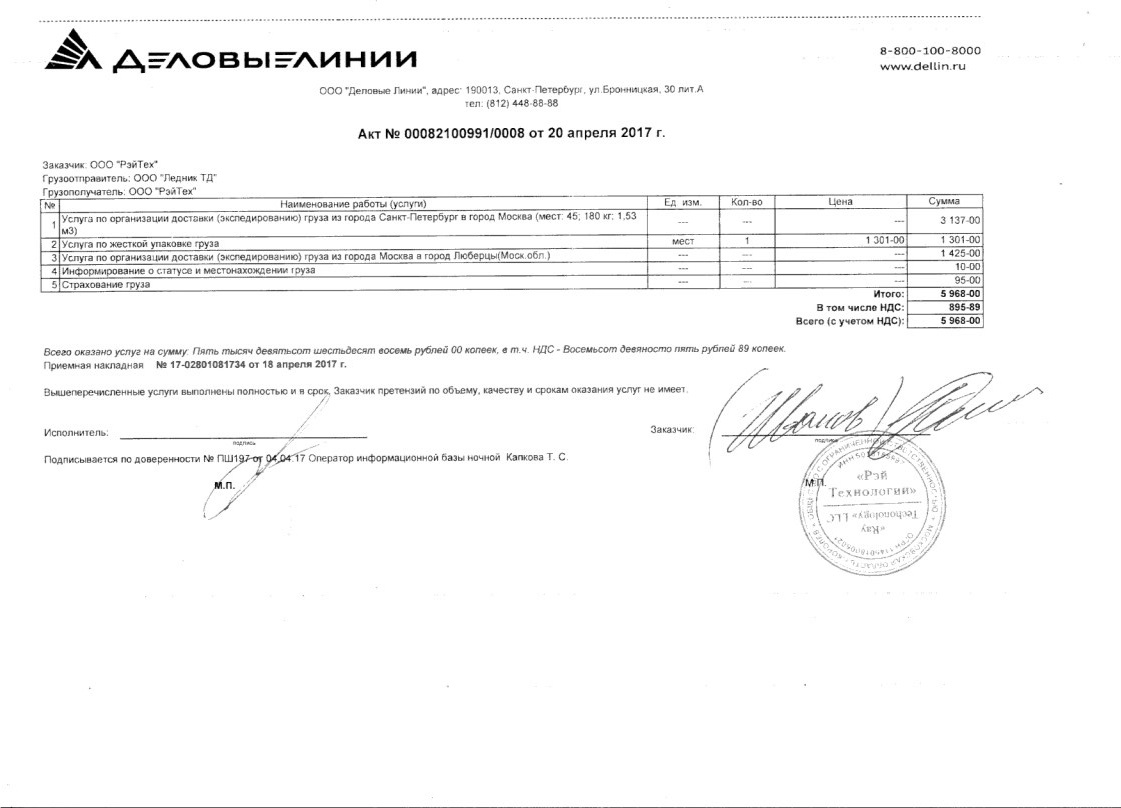 ДЕЛОВЫЕ ЛИНИИ
8-800-100-8000
www.dellin.ru
ООО "Деловые Линии", адрес: 190013, Санкт-Петербург, ул.Бронницкая, 30 лит.А
тел: (812) 448-88-88
Акт № 00082100991/0008 от 20 апреля 2017 г.
Заказчик: ООО "РэйТех"
Грузоотправитель: ООО "Ледник ТД"
Грузополучатель: ООО "РэйТех"
№ Наименование работы (услуги) Ед изм. Кол-во Цена Сумма
1 Услуга по организации доставки (экспедированию) груза из города Санкт-Петербург в город Москва (мест: 45; 180 кг; 1,53 --- --- --- 3 137-00
м3)
2 Услуга по жесткой упаковке груза мест 1 1 301-00 1 301-00
3 Услуга по организации доставки (экспедированию) груза из города Москва в город Люберцы(Моск.обл.) --- --- --- 1 425-00
4 Информирование о статусе и местонахождении груза --- --- --- 10-00
5 Страхование груза --- --- --- 95-00
Итого: 5 968-00
В том числе НДС: 895-89
Всего (с учетом НДС): 5 968-00
Всего оказано услуг на сумму: Пять тысяч девятьсот шестьдесят восемь рублей 00 копеек, в т.ч. НДС - Восемьсот девяносто пять рублей 89 копеек.
Приемная накладная № 17-02801081734 от 18 апреля 2017 г.
Вышеперечисленные услуги выполнены полностью и в срок. Заказчик претензий по объему, качеству и срокам оказания услуг не имеет.
Исполнитель:
подпись
Заказчик:
подпись
Подписывается по доверенности № ПШ197 от 04.04.17 Оператор информационной базы ночной Капкова Т. С.
М.П.
М.П.
«Рэй
Технологии»
«Ray
Technology» LLC